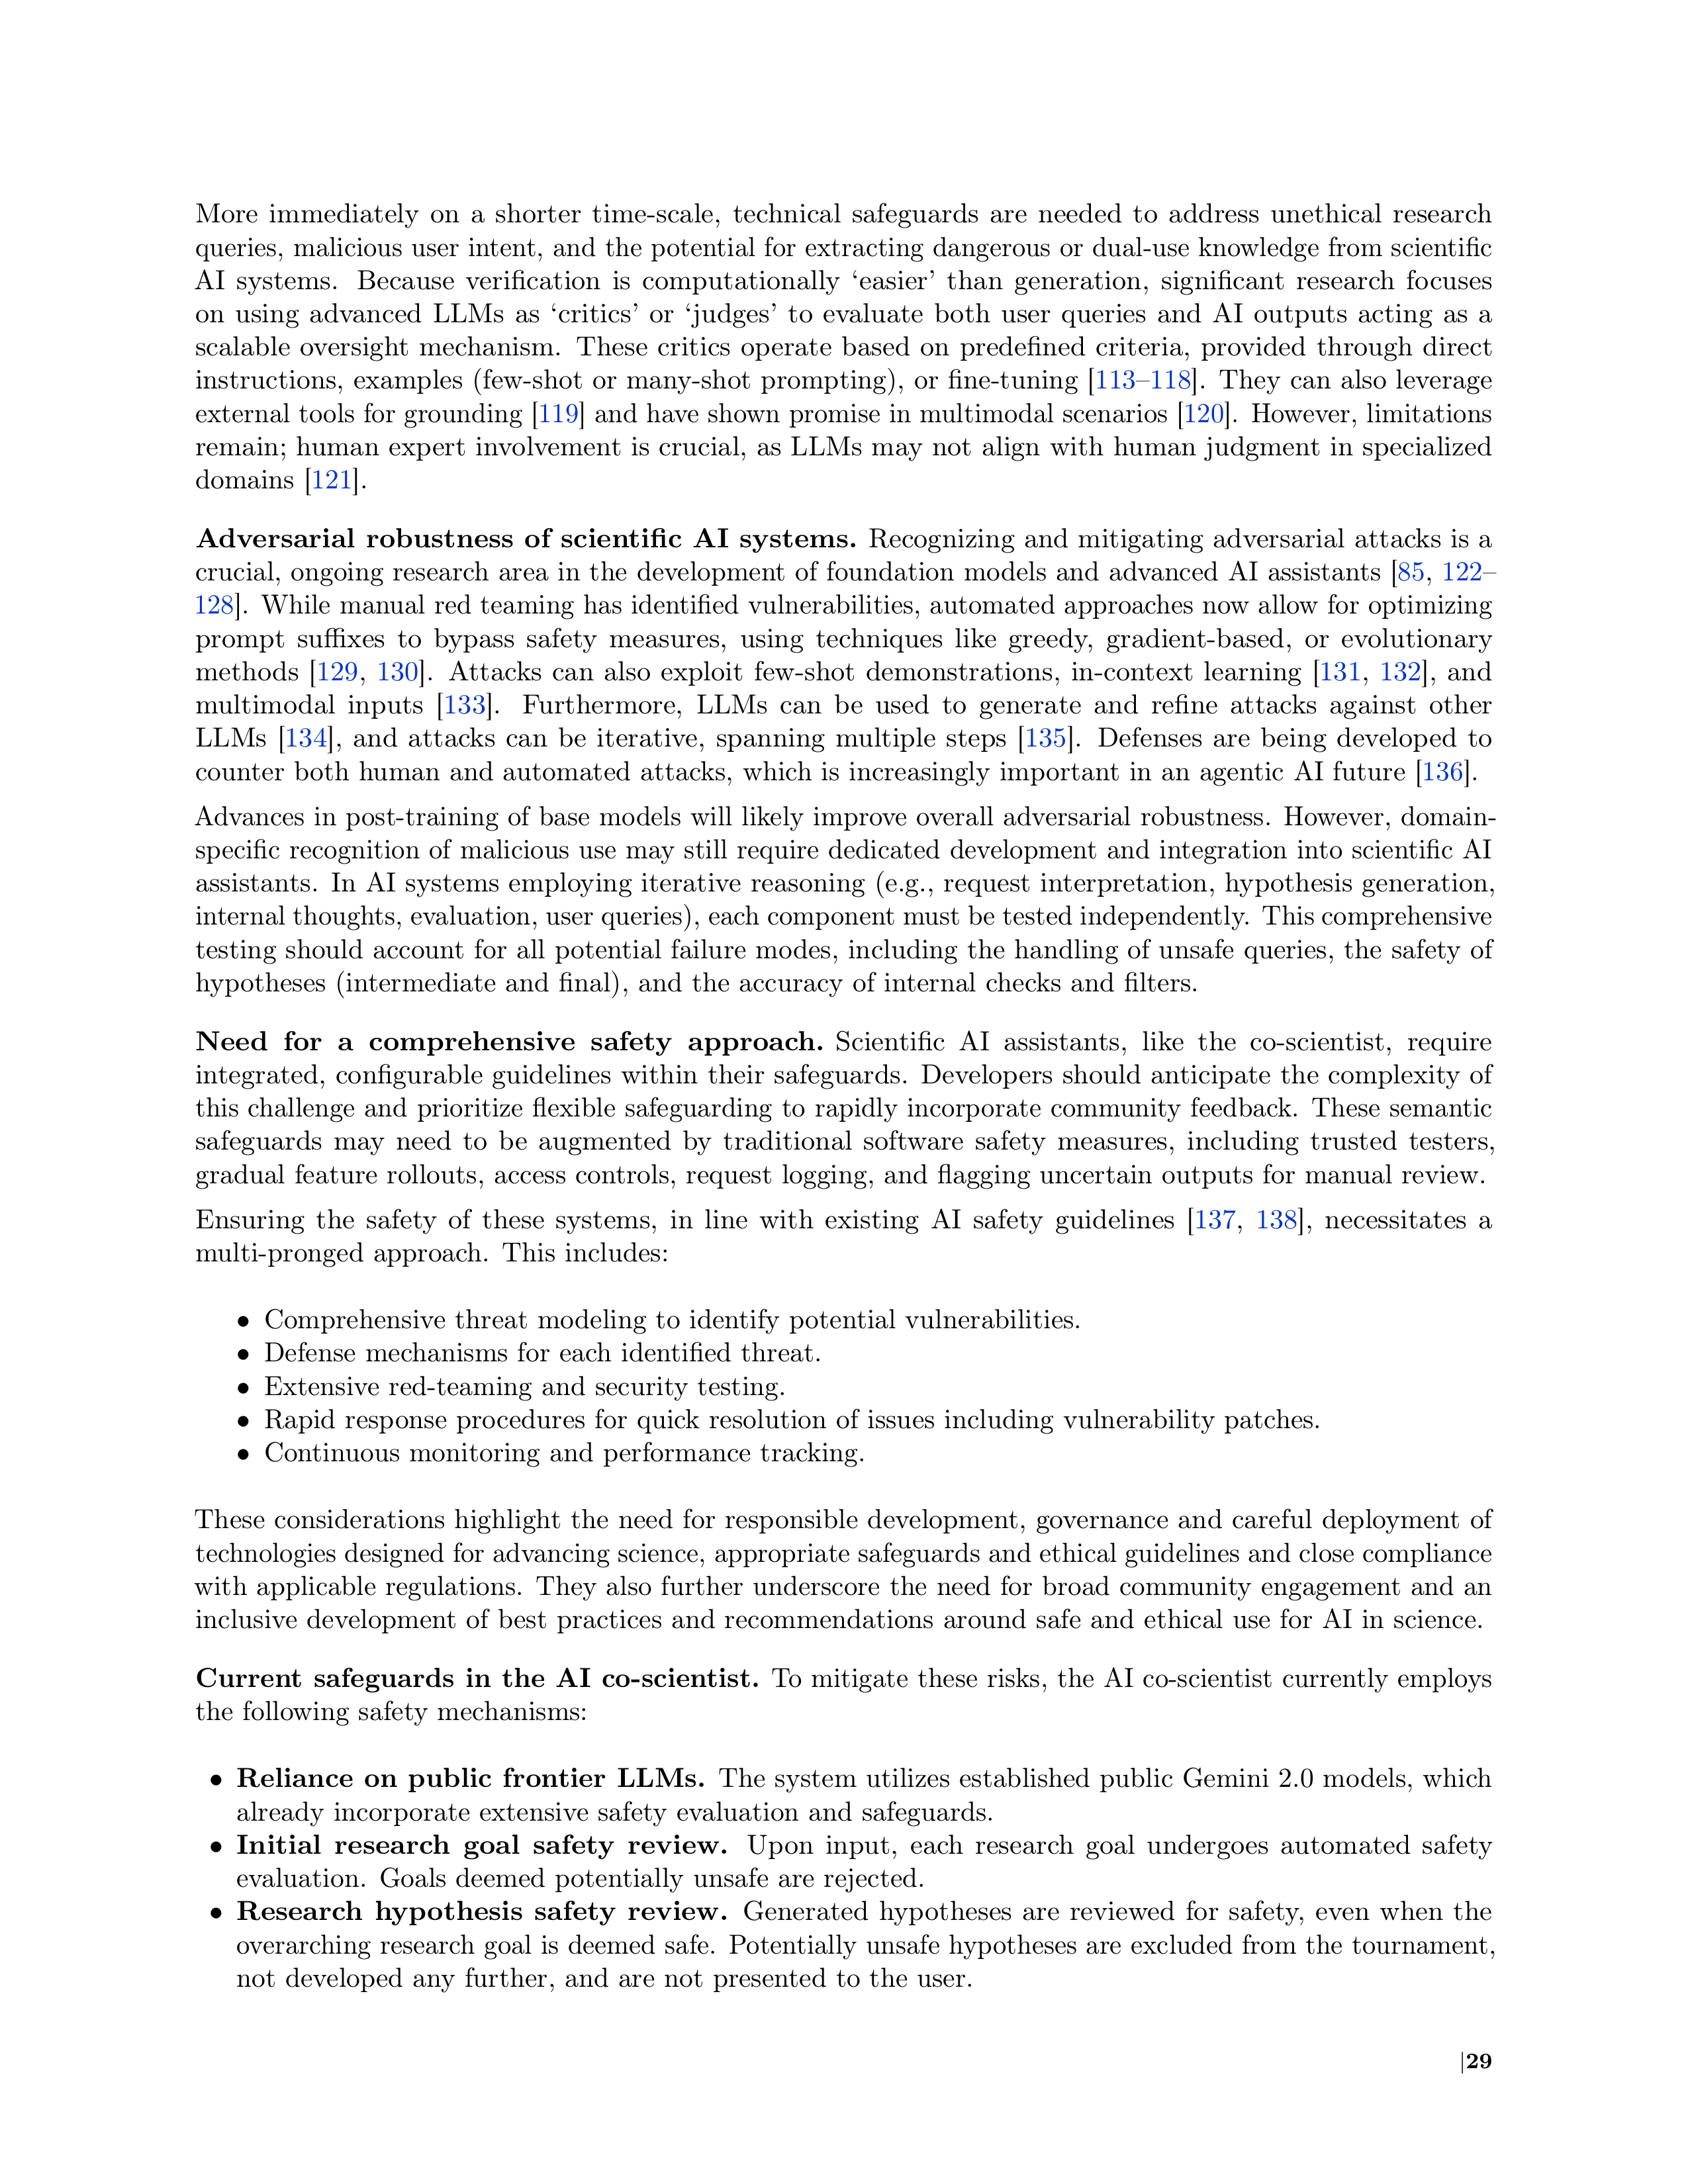 More immediately on a shorter time-scale, technical safeguards are needed to address unethical research
queries, malicious user intent, and the potential for extracting dangerous or dual-use knowledge from scientific
AI systems. Because verification is computationally ‘easier’ than generation, significant research focuses
on using advanced LLMs as ‘critics’ or ‘judges’ to evaluate both user queries and AI outputs acting as a
scalable oversight mechanism. These critics operate based on predefined criteria, provided through direct
instructions, examples (few-shot or many-shot prompting), or fine-tuning [113–118]. They can also leverage
external tools for grounding [119] and have shown promise in multimodal scenarios [120]. However, limitations
remain; human expert involvement is crucial, as LLMs may not align with human judgment in specialized
domains [121].
Adversarial robustness of scientific AI systems. Recognizing and mitigating adversarial attacks is a
crucial, ongoing research area in the development of foundation models and advanced AI assistants [85, 122–
128]. While manual red teaming has identified vulnerabilities, automated approaches now allow for optimizing
prompt suffixes to bypass safety measures, using techniques like greedy, gradient-based, or evolutionary
methods [129, 130]. Attacks can also exploit few-shot demonstrations, in-context learning [131, 132], and
multimodal inputs [133]. Furthermore, LLMs can be used to generate and refine attacks against other
LLMs [134], and attacks can be iterative, spanning multiple steps [135]. Defenses are being developed to
counter both human and automated attacks, which is increasingly important in an agentic AI future [136].
Advances in post-training of base models will likely improve overall adversarial robustness. However, domain-
specific recognition of malicious use may still require dedicated development and integration into scientific AI
assistants. In AI systems employing iterative reasoning (e.g., request interpretation, hypothesis generation,
internal thoughts, evaluation, user queries), each component must be tested independently. This comprehensive
testing should account for all potential failure modes, including the handling of unsafe queries, the safety of
hypotheses (intermediate and final), and the accuracy of internal checks and filters.
Need for a comprehensive safety approach. Scientific AI assistants, like the co-scientist, require
integrated, configurable guidelines within their safeguards. Developers should anticipate the complexity of
this challenge and prioritize flexible safeguarding to rapidly incorporate community feedback. These semantic
safeguards may need to be augmented by traditional software safety measures, including trusted testers,
gradual feature rollouts, access controls, request logging, and flagging uncertain outputs for manual review.
Ensuring the safety of these systems, in line with existing AI safety guidelines [137, 138], necessitates a
multi-pronged approach. This includes:
• Comprehensive threat modeling to identify potential vulnerabilities.
• Defense mechanisms for each identified threat.
• Extensive red-teaming and security testing.
• Rapid response procedures for quick resolution of issues including vulnerability patches.
• Continuous monitoring and performance tracking.
These considerations highlight the need for responsible development, governance and careful deployment of
technologies designed for advancing science, appropriate safeguards and ethical guidelines and close compliance
with applicable regulations. They also further underscore the need for broad community engagement and an
inclusive development of best practices and recommendations around safe and ethical use for AI in science.
Current safeguards in the AI co-scientist. To mitigate these risks, the AI co-scientist currently employs
the following safety mechanisms:
• Reliance on public frontier LLMs. The system utilizes established public Gemini 2.0 models, which
already incorporate extensive safety evaluation and safeguards.
• Initial research goal safety review. Upon input, each research goal undergoes automated safety
evaluation. Goals deemed potentially unsafe are rejected.
• Research hypothesis safety review. Generated hypotheses are reviewed for safety, even when the
overarching research goal is deemed safe. Potentially unsafe hypotheses are excluded from the tournament,
not developed any further, and are not presented to the user.
|29